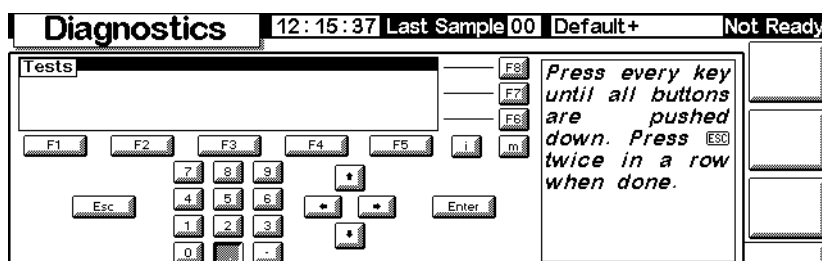 Diagnostics 12:15:37 Last Sample 00 Default+ Not Ready
Tests
F8
F7
F6
F1 F2 F3 F4 F5 i m
7 8 9
4 5 6
1 2 3
0 -
Esc
Enter
Press every key
until all buttons
are pushed
down. Press ESC
twice in a row
when done.